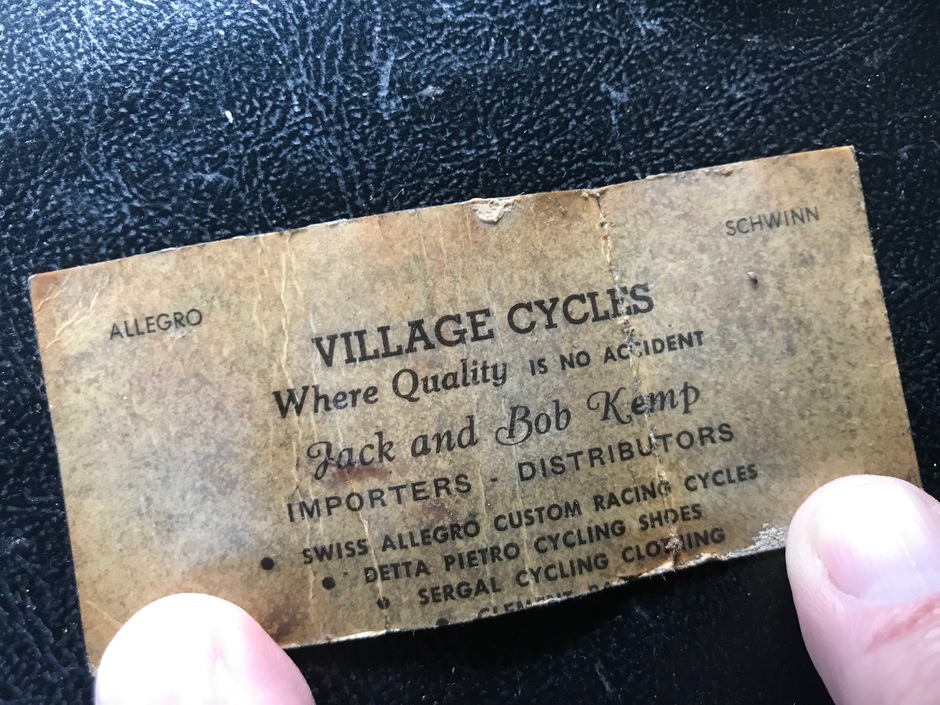 SCHWINN
ALLEGRO
VILLAGE CYCLES
Where Quality IS NO ACCIDENT
Jack and Bob Kemp
IMPORTERS - DISTRIBUTORS
• SWISS ALLEGRO CUSTOM RACING CYCLES
• DETTA PIETRO CYCLING SHOES
• SERGAL CYCLING CLOTHING
• CLEMENT